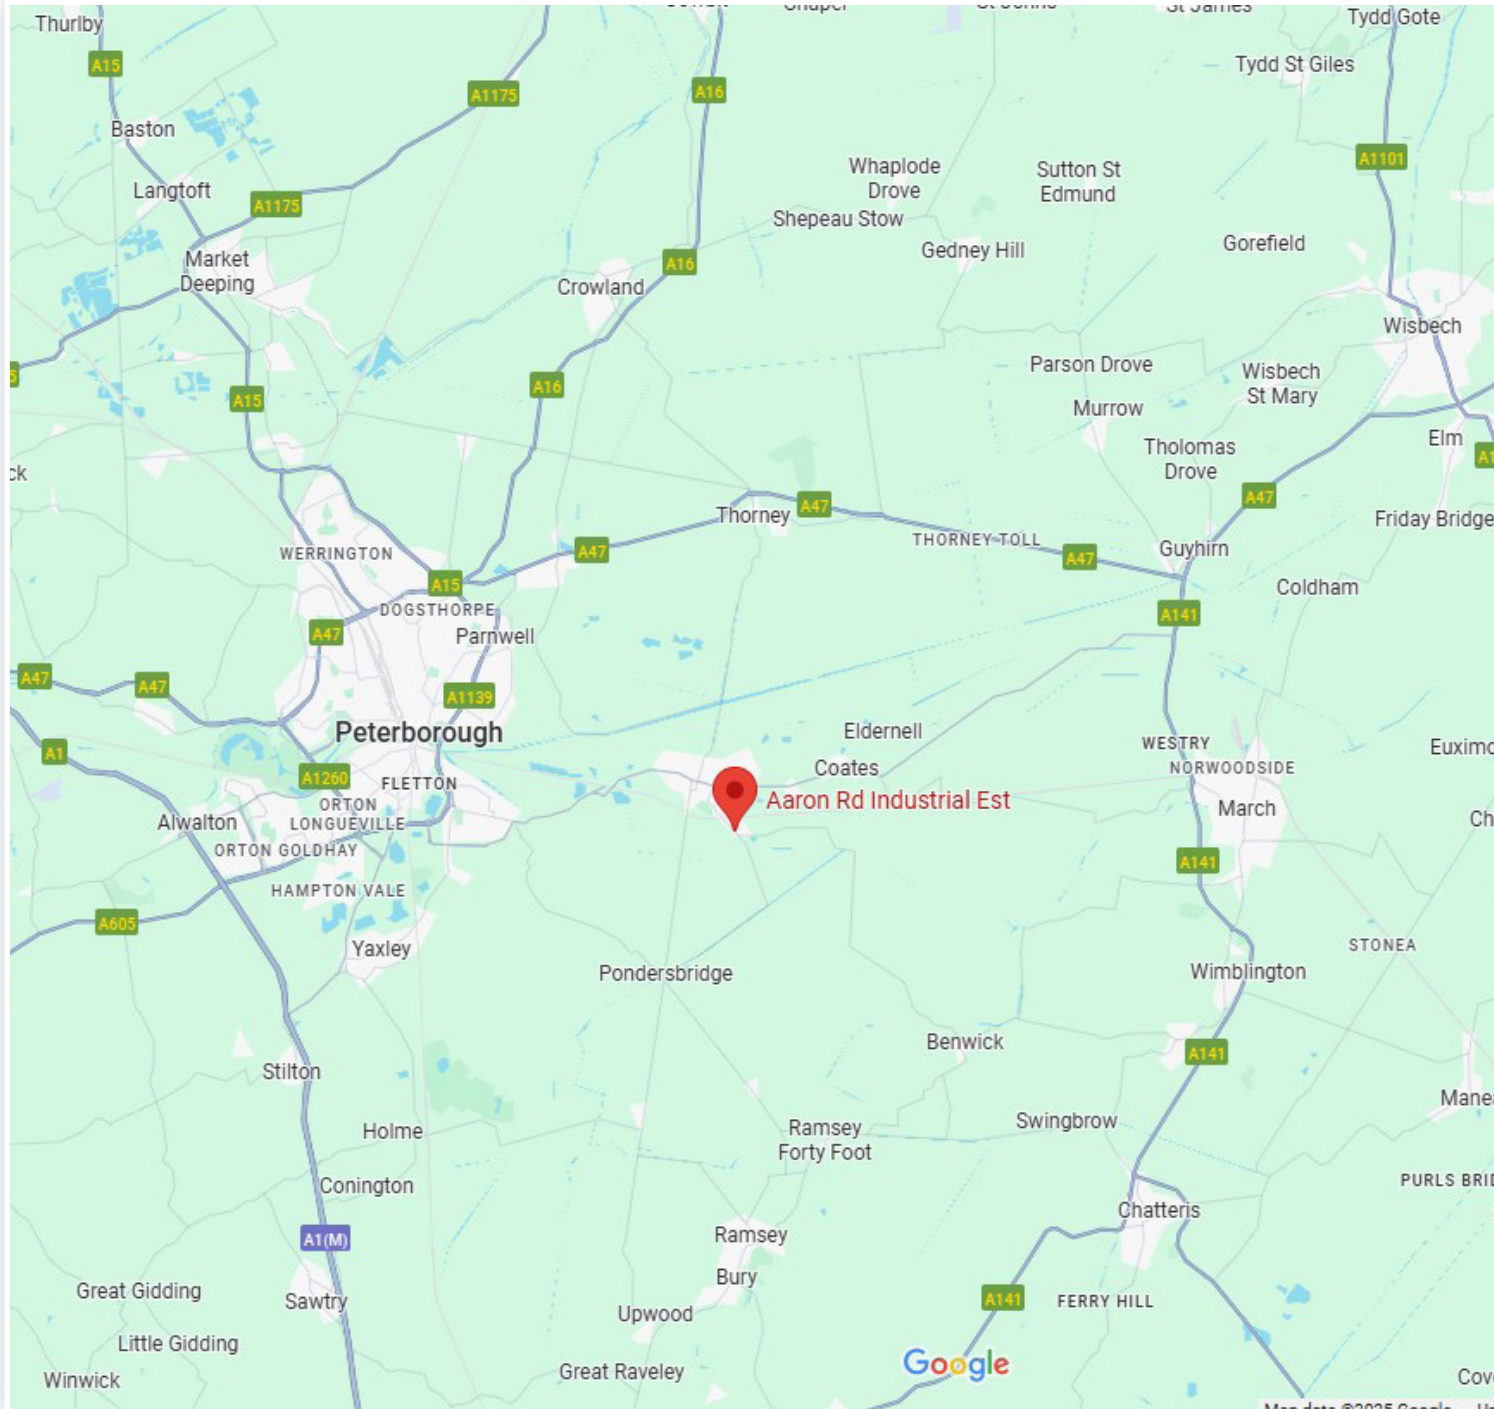 Thurlby
Tydd Gote
A15
Tydd St Giles
A1175
A16
Baston
A1101
Whaplode
Drove
Sutton St
Edmund
Langtoft
A1175
Shepeau Stow
Gorefield
Gedney Hill
Market
Deeping
A16
Crowland
Wisbech
Parson Drove
Wisbech
St Mary
A16
A15
Murrow
Elm
Tholomas
Drove
A47
A47
Thorney
Friday Bridge
THORNEY TOLL
Guyhirn
WERRINGTON
A47
A47
A15
Coldham
DOGSTHORPE
A141
A47
Parnwell
A47
A47
A1139
Peterborough
Eldernell
WESTRY
A1
Coates
NORWOODSIDE
A1260
FLETTON
Aaron Rd Industrial Est
ORTON
LONGUEVILLE
March
Alwalton
ORTON GOLDHAY
A141
HAMPTON VALE
A605
Yaxley
STONEA
Pondersbridge
Wimblington
Benwick
A141
Stilton
Holme
Ramsey
Forty Foot
Swingbrow
Conington
Chatteris
A1(M)
Ramsey
Bury
Great Gidding
Sawtry
A141
FERRY HILL
Upwood
Little Gidding
Google
Great Raveley
Winwick